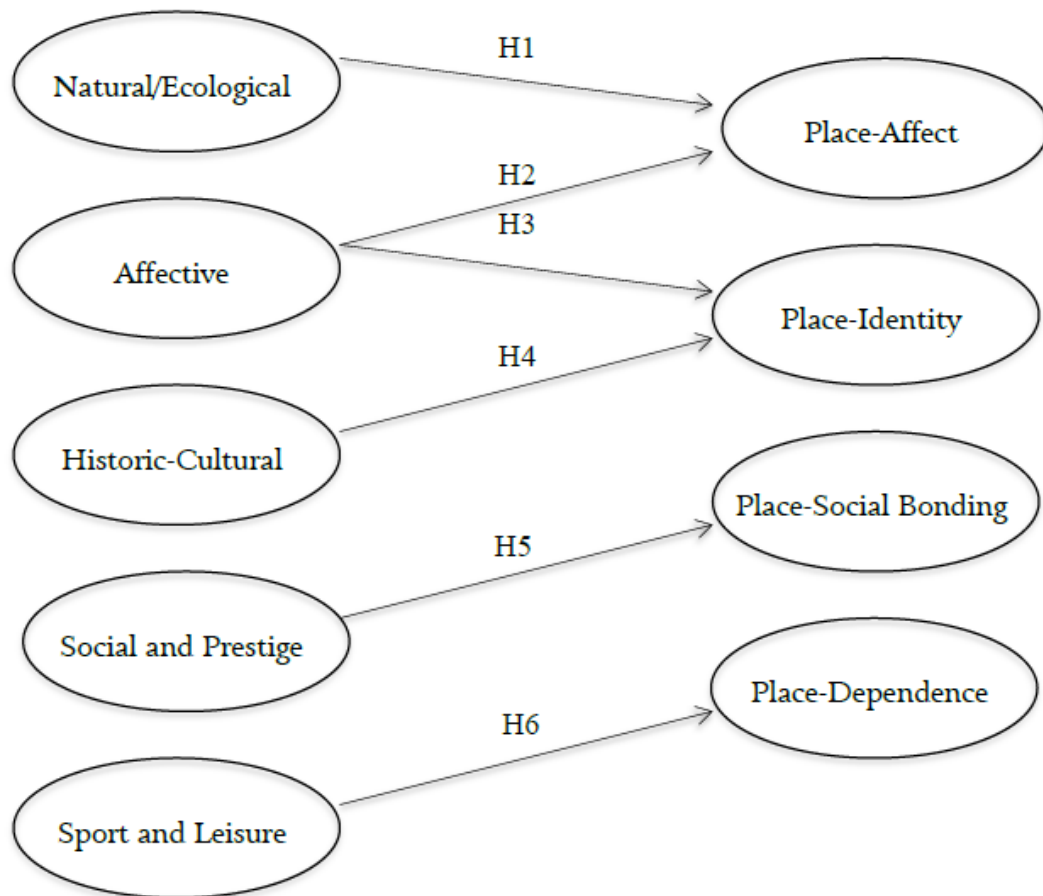 H1
Natural/Ecological
Place-Affect
H2
H3
Affective
Place-Identity
H4
Historic-Cultural
Place-Social Bonding
H5
Social and Prestige
Place-Dependence
H6
Sport and Leisure